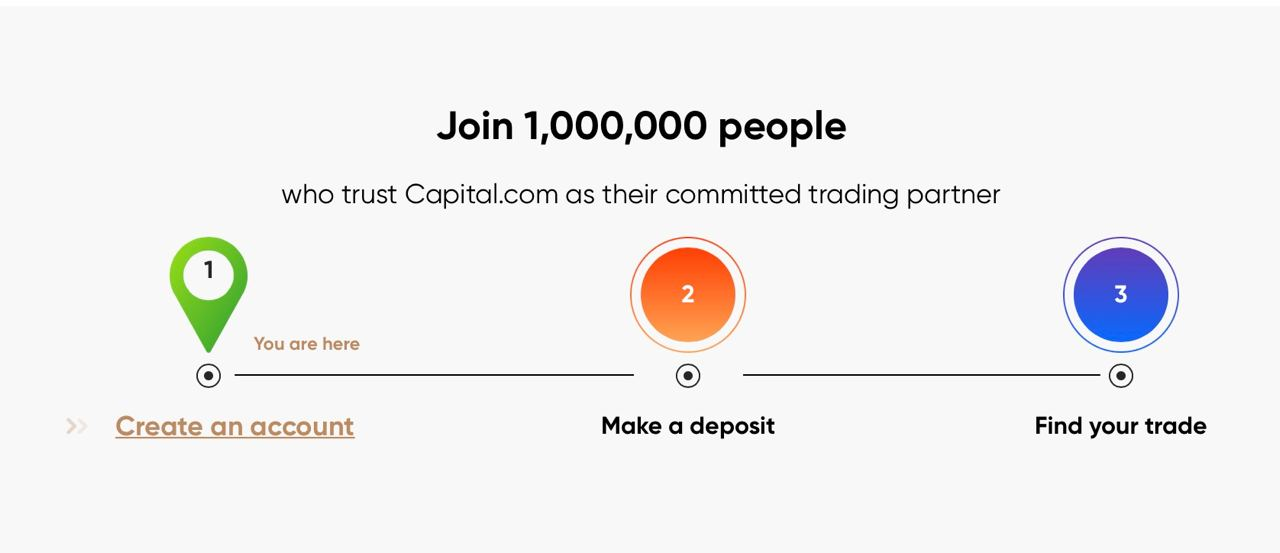 Join 1,000,000 people
who trust Capital.com as their committed trading partner
1
2
3
You are here
Create an account
Make a deposit
Find your trade